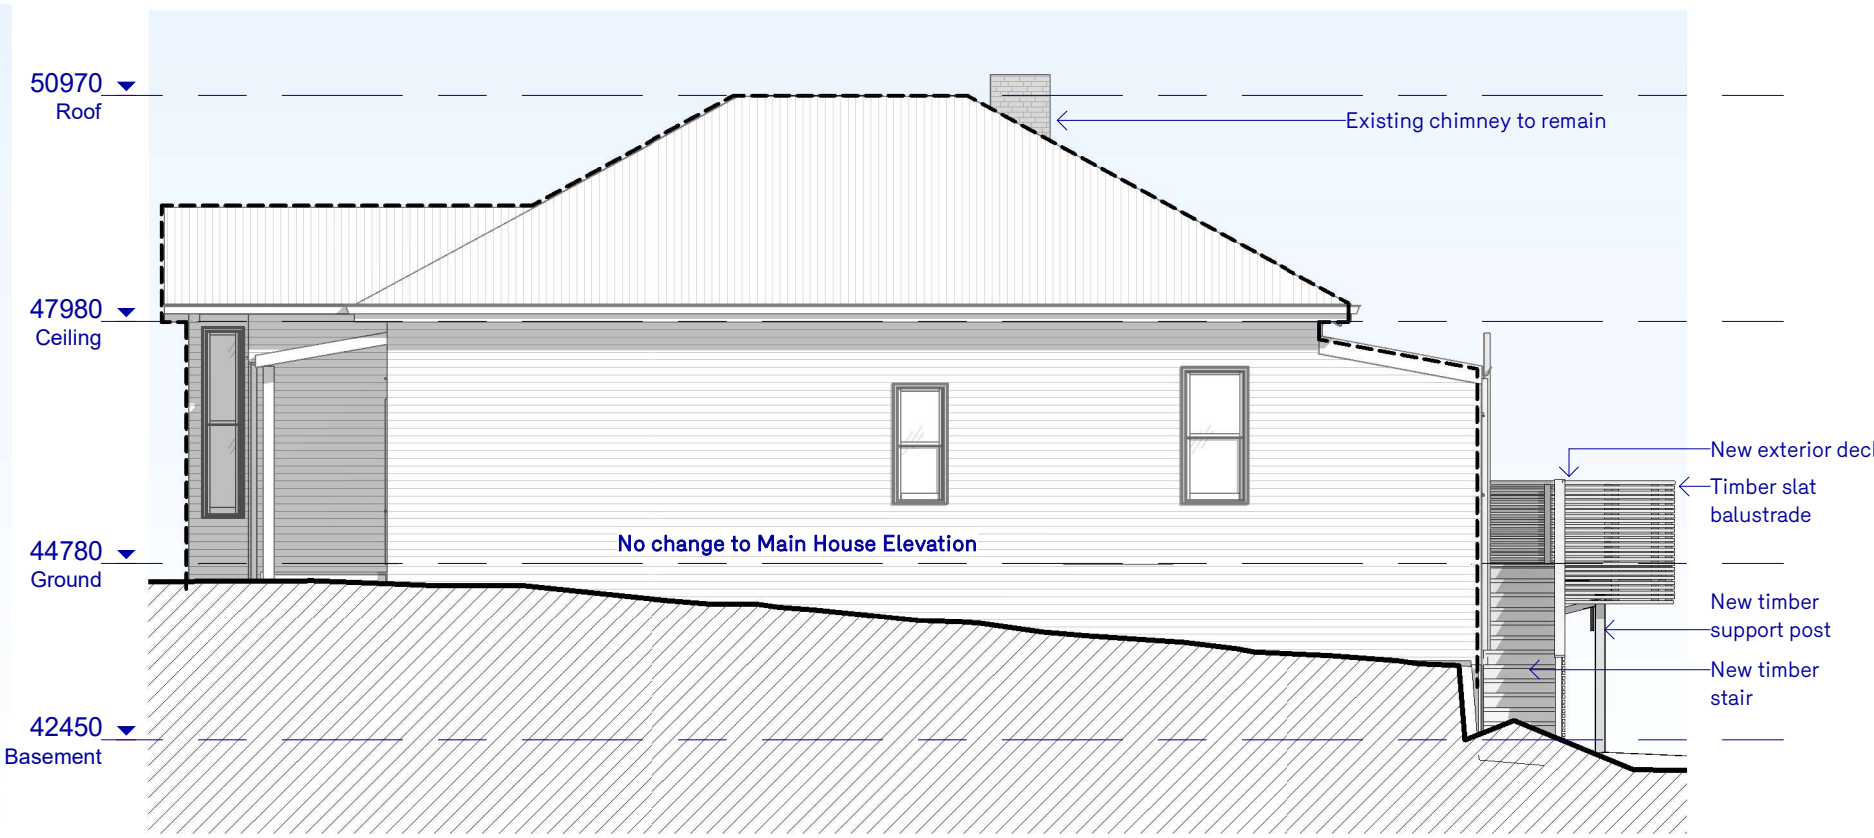 50970
Roof
Existing chimney to remain
47980
Ceiling
New exterior
Timber slat
balustrade
No change to Main House Elevation
44780
Ground
New timber
support post
New timber
stair
42450
Basement